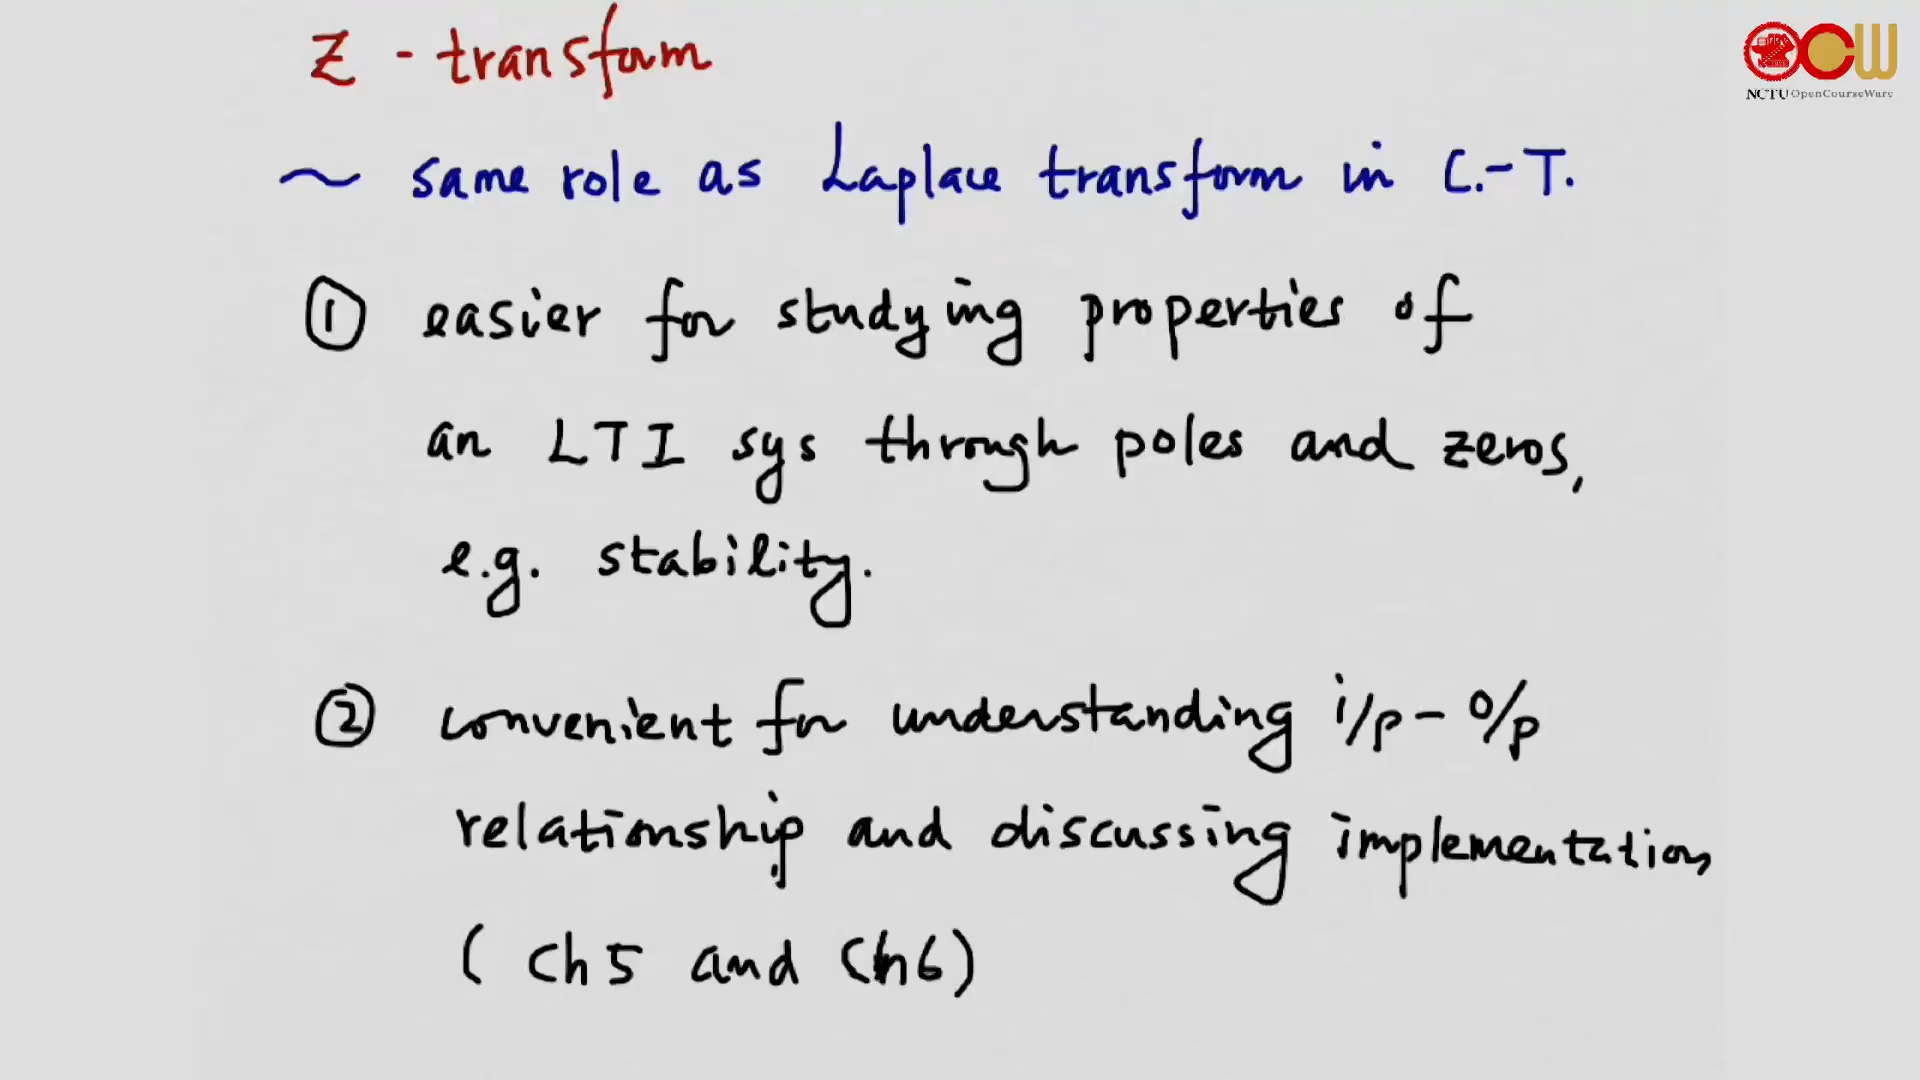 Z - transform
~ same role as Laplace transform in C.-T.
① easier for studying properties of
an LTI sys through poles and zeros,
e.g. stability.
② convenient for understanding i/p - o/p
relationship and discussing implementation
( Ch5 and Ch6)
OCW
NCTU OpenCourseWare